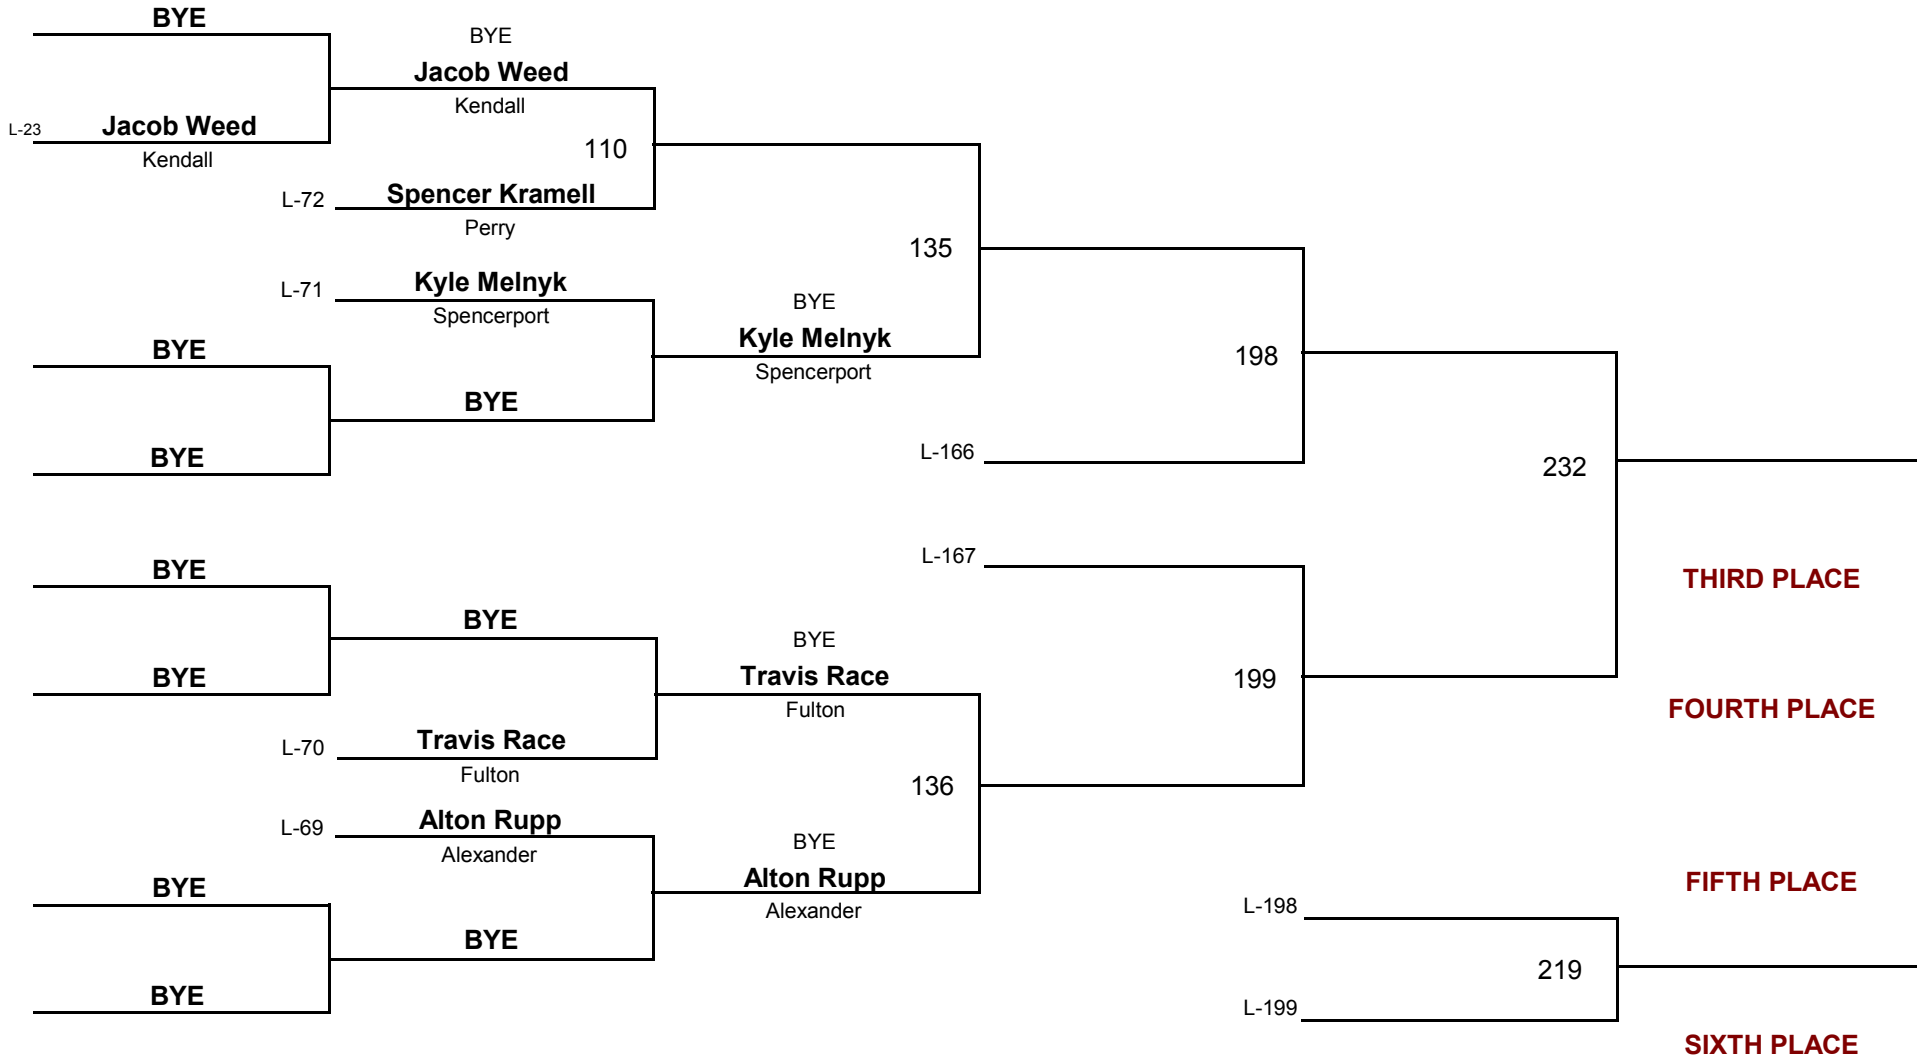 BYE
BYE
Jacob Weed
Kendall
L-23
Jacob Weed
Kendall
110
L-72
Spencer Kramell
Perry
135
L-71
Kyle Melnyk
Spencerport
BYE
Kyle Melnyk
Spencerport
BYE
BYE
198
L-166
BYE
232
L-167
BYE
THIRD PLACE
BYE
BYE
Travis Race
Fulton
BYE
199
FOURTH PLACE
L-70
Travis Race
Fulton
136
L-69
Alton Rupp
Alexander
BYE
Alton Rupp
Alexander
BYE
FIFTH PLACE
L-198
BYE
219
BYE
L-199
SIXTH PLACE